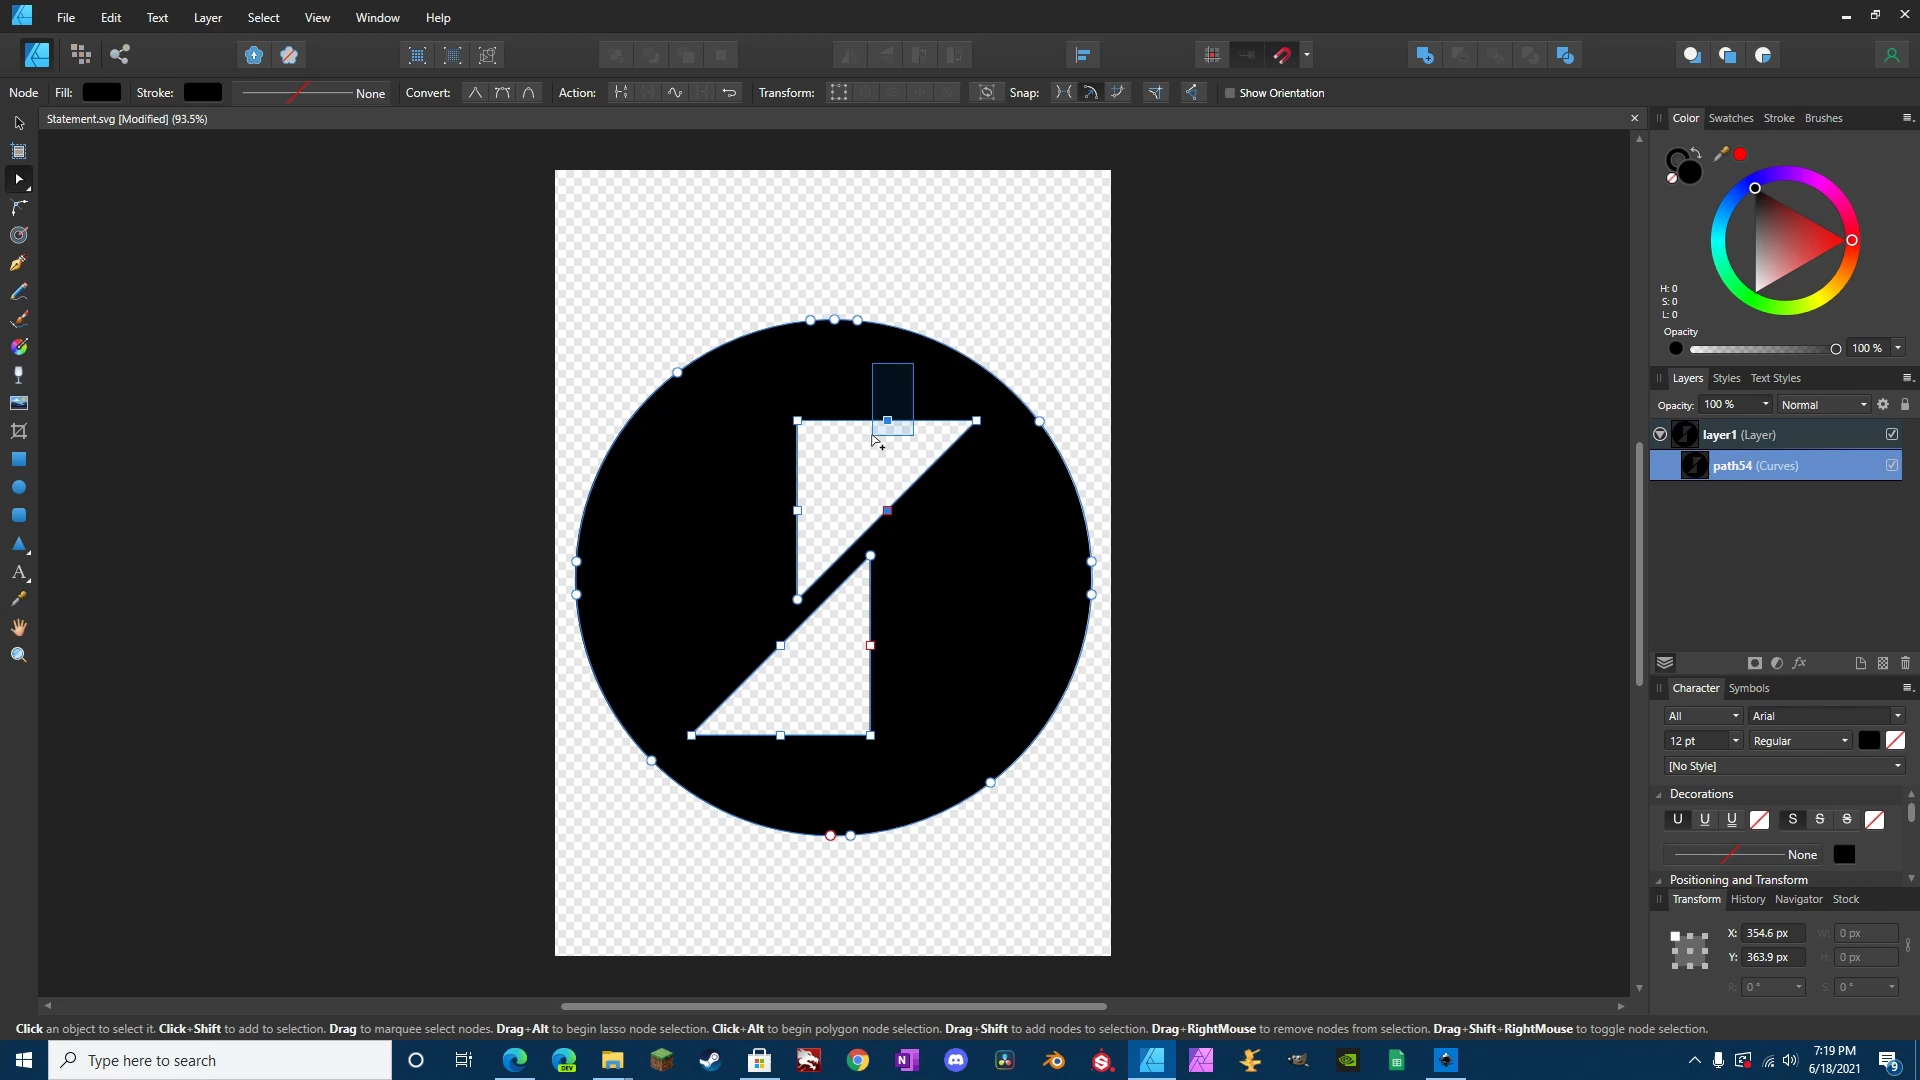 File Edit Text Layer Select View Window Help
Node Fill: Stroke: None Convert: Action: Transform: Snap: Show Orientation
Statement.svg [Modified] (93.5%)
Color Swatches Stroke Brushes
H: 0
S: 0
L: 0
Opacity
100 %
Layers Styles Text Styles
Opacity: 100 % Normal
layer1 (Layer)
path54 (Curves)
Character Symbols
All Arial
12 pt Regular
[No Style]
Decorations
U U U S S S
None
Positioning and Transform
Transform History Navigator Stock
X: 354.6 px W: 0 px
Y: 363.9 px H: 0 px
R: 0 ° S: 0 °
Click an object to select it. Click+Shift to add to selection. Drag to marquee select nodes. Drag+Alt to begin lasso node selection. Click+Alt to begin polygon node selection. Drag+Shift to add nodes to selection. Drag+RightMouse to remove nodes from selection. Drag+Shift+RightMouse to toggle node selection.
Type here to search
7:19 PM
6/18/2021
9